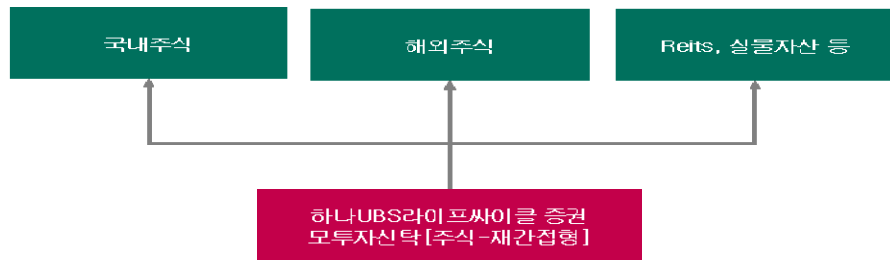 국내주식
해외주식
Reits, 실물자산 등
하나UBS라이프싸이클 증권
모투자신탁[주식-재간접형]